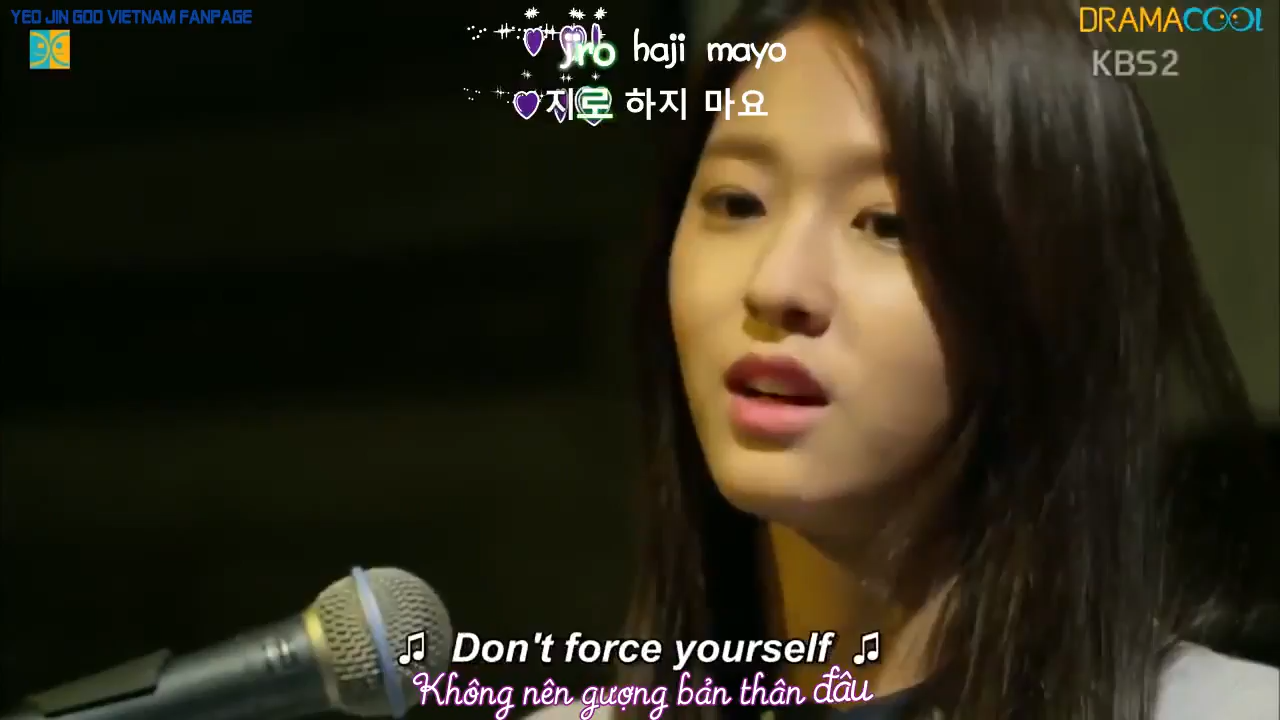 YEO JIN GOO VIETNAM FANPAGE
DRAMACOOL
KBS2
jiro haji mayo
지로 하지 마요
♫ Don't force yourself ♫
Không nên gượng bản thân đâu